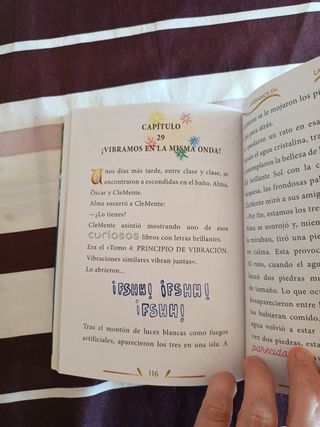 CAPÍTULO
29
¡VIBRAMOS EN LA MISMA ONDA!
Unos días más tarde, entre clase y clase, se
encontraron a escondidas en el baño. Alma,
Óscar y CleMente.
Alma susurró a CleMente:
—¿Lo tienes?
CleMente asintió mostrando uno de esos
curiosos libros con letras brillantes.
Era el «Tomo 4: PRINCIPIO DE VIBRACIÓN.
Vibraciones similares vibran juntas».
Lo abrieron...
¡FSHH! ¡FSHH!
¡FSHH!
Tras el montón de luces blancas como fuegos
artificiales, aparecieron los tres en una isla. A
116
se le mojaron los pi
para atrás.
quedaron un rato en esa
agua cristalina, tra
Contemplaron la belleza de
brillante Sol con la
las frondosas pal
CleMente miró a sus amig
—Por fin, estamos los tre
se sonrojó y, mient
la miraban, tiró una pie
en calma. Esta provoc
el rato, cuando el agu
lanzó dos piedras mu
de tamaño. Lo que oc
desaparecieron entre l
las hubieran comido.
agua volvió a estar
dos piedras, esta
parecida